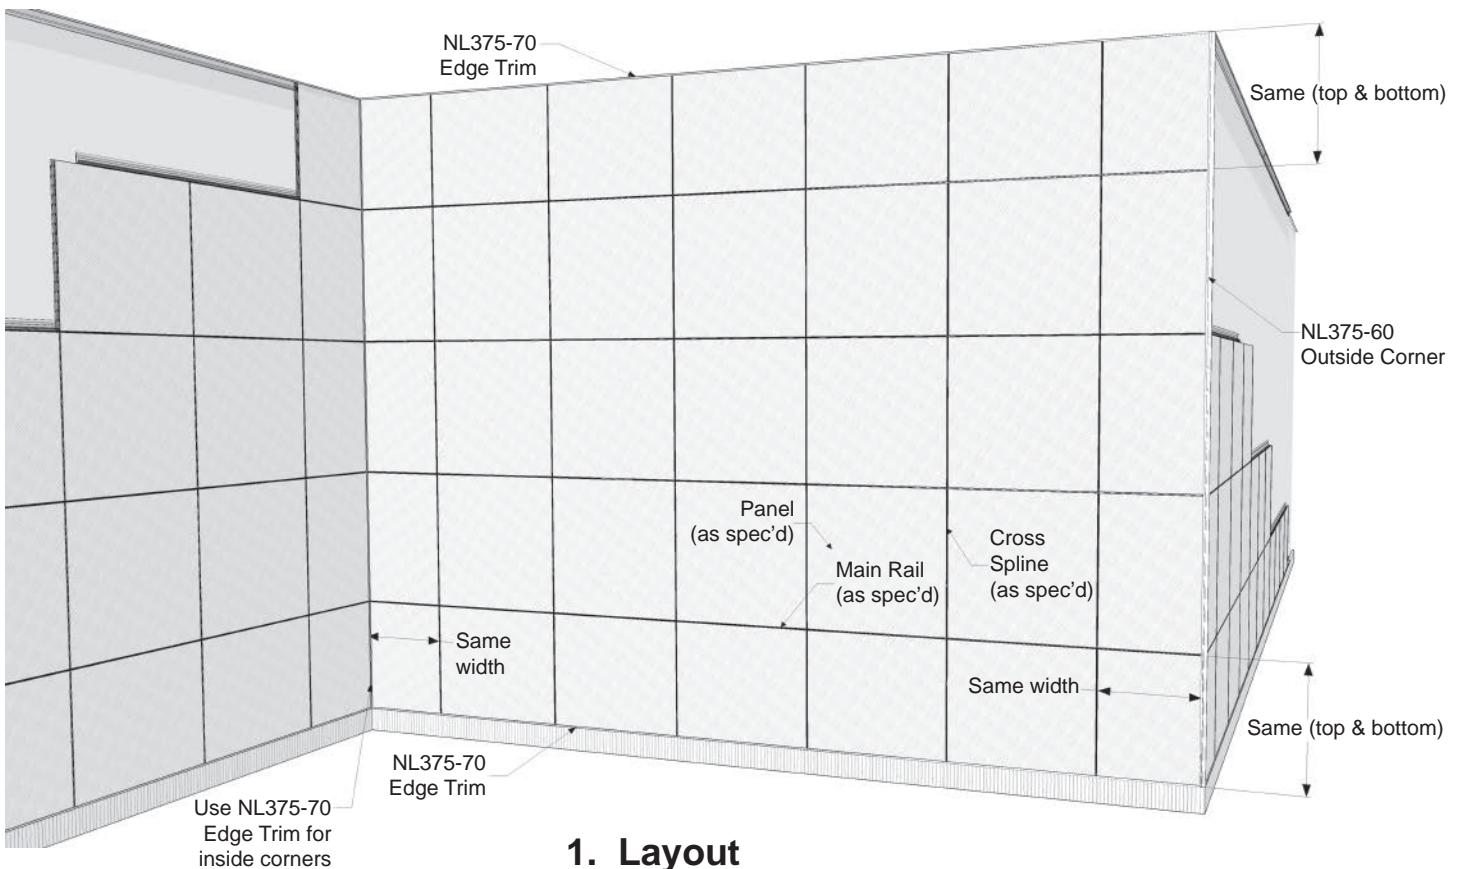 NL375-70
Edge Trim
Same (top & bottom)
NL375-60
Outside Corner
Panel
(as spec’d)
Main Rail
(as spec’d)
Cross
Spline
(as spec’d)
Same
width
Same width
Same (top & bottom)
NL375-70
Edge Trim
Use NL375-70
Edge Trim for
inside corners
1. Layout